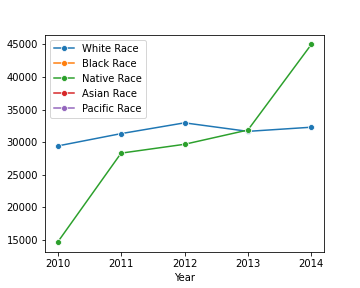 45000
40000
35000
30000
25000
20000
15000
White Race
Black Race
Native Race
Asian Race
Pacific Race
2010 2011 2012 2013 2014
Year